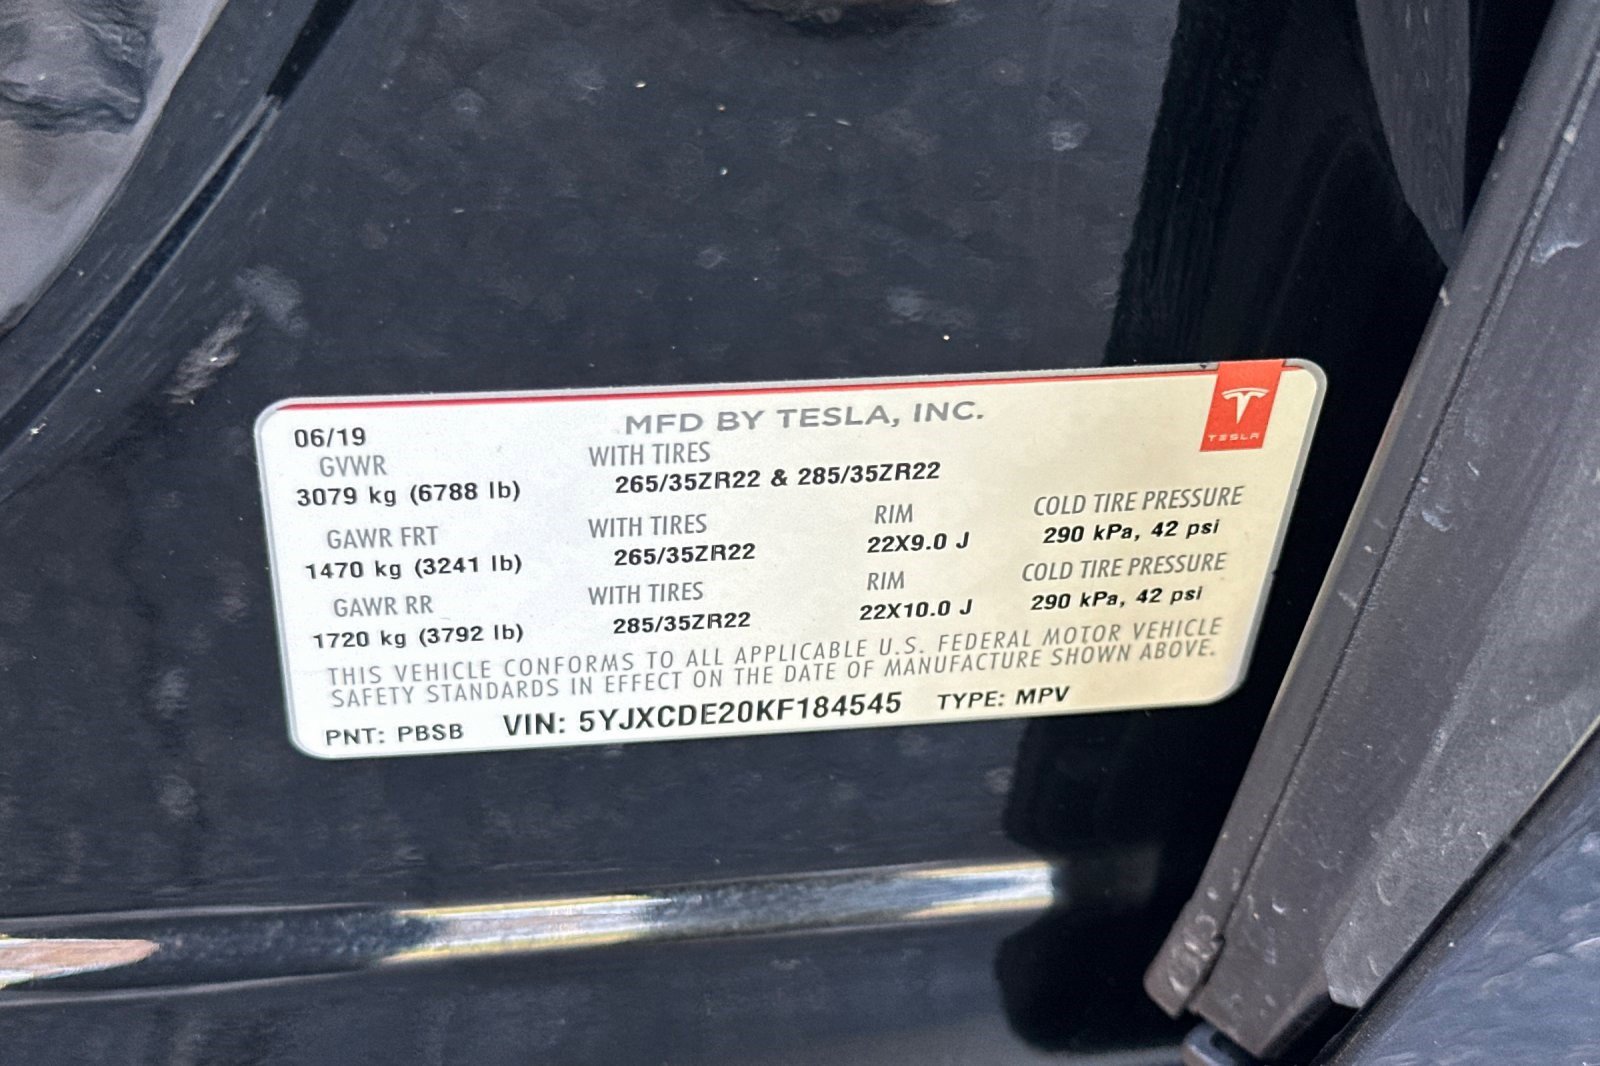 MFD BY TESLA, INC.
TESLA
06/19
GVWR WITH TIRES
3079 kg (6788 lb) 265/35ZR22 & 285/35ZR22
GAWR FRT WITH TIRES RIM COLD TIRE PRESSURE
1470 kg (3241 lb) 265/35ZR22 22X9.0 J 290 kPa, 42 psi
GAWR RR WITH TIRES RIM COLD TIRE PRESSURE
1720 kg (3792 lb) 285/35ZR22 22X10.0 J 290 kPa, 42 psi
THIS VEHICLE CONFORMS TO ALL APPLICABLE U.S. FEDERAL MOTOR VEHICLE
SAFETY STANDARDS IN EFFECT ON THE DATE OF MANUFACTURE SHOWN ABOVE.
PNT: PBSB VIN: 5YJXCDE20KF184545 TYPE: MPV